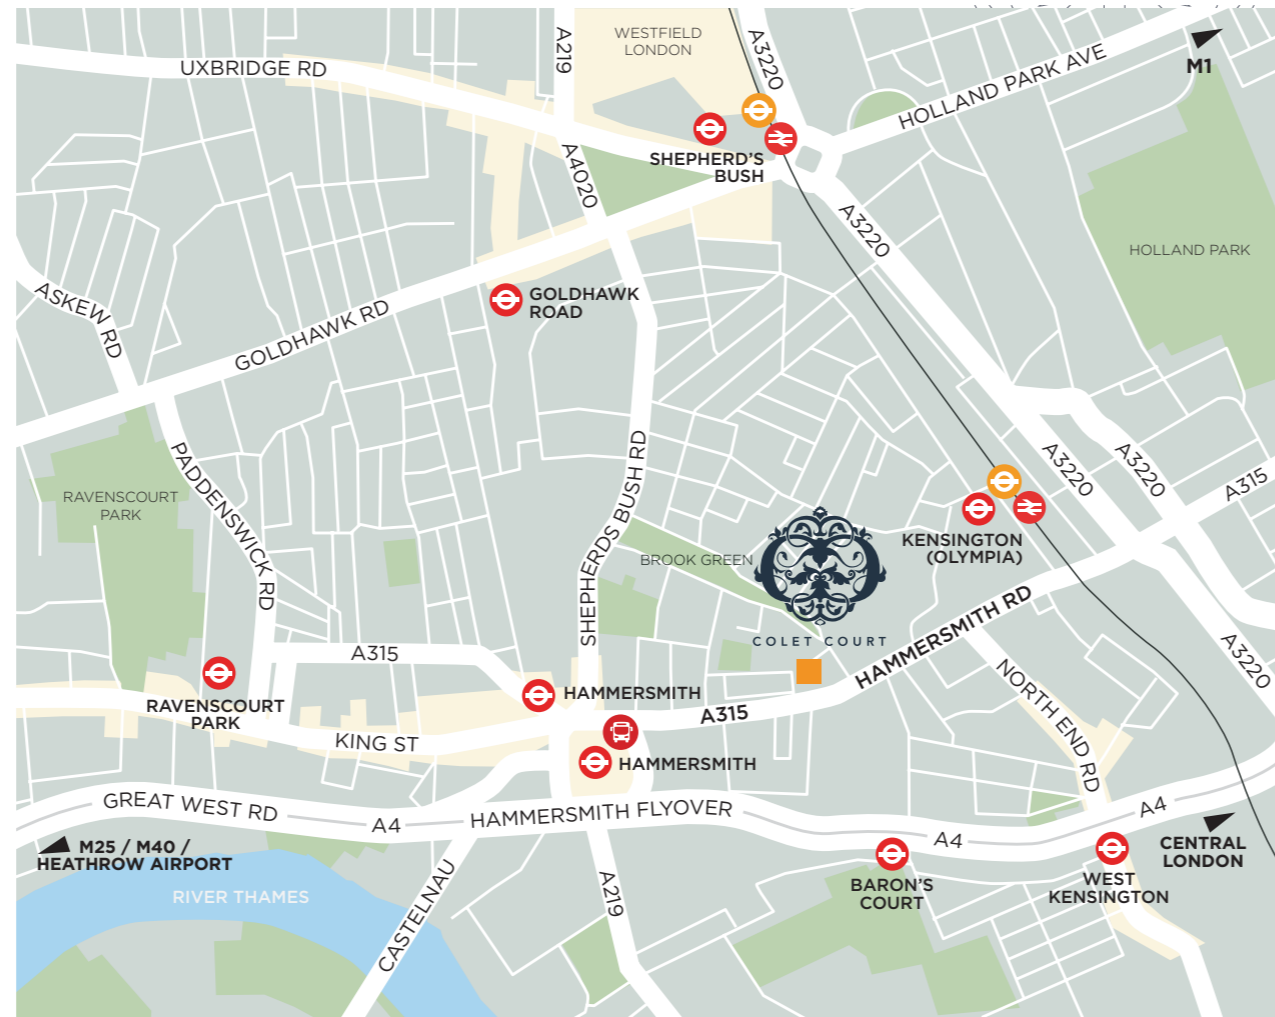 WESTFIELD
LONDON
A219
A3220
UXBRIDGE RD
HOLLAND PARK AVE
M1
SHEPHERD'S
BUSH
A4020
A3220
HOLLAND PARK
ASKEW RD
GOLDHAWK
ROAD
GOLDHAWK RD
RAVENSCOURT
PARK
PADDENSWICK RD
SHEPHERDS BUSH RD
A3220
A3220
A315
KENSINGTON
(OLYMPIA)
BROOK GREEN
COLET COURT
HAMMERSMITH RD
A315
A3220
RAVENSCOURT
PARK
HAMMERSMITH
A315
NORTH END RD
KING ST
HAMMERSMITH
GREAT WEST RD
A4
HAMMERSMITH FLYOVER
A4
A4
M25 / M40 /
HEATHROW AIRPORT
CENTRAL
LONDON
RIVER THAMES
CASTELNAU
A219
BARON'S
COURT
WEST
KENSINGTON